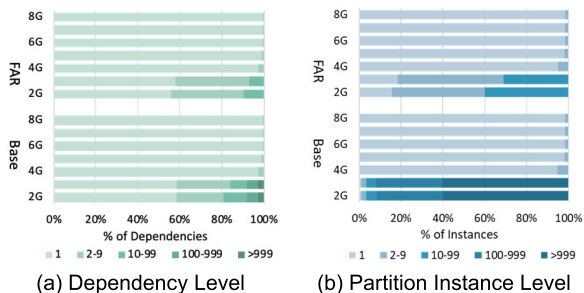 8G
6G
4G
2G
FAR
8G
6G
4G
2G
Base
0% 20% 40% 60% 80% 100%
% of Dependencies
1 2-9 10-99 100-999 >999
(a) Dependency Level
8G
6G
4G
2G
FAR
8G
6G
4G
2G
Base
0% 20% 40% 60% 80% 100%
% of Instances
1 2-9 10-99 100-999 >999
(b) Partition Instance Level